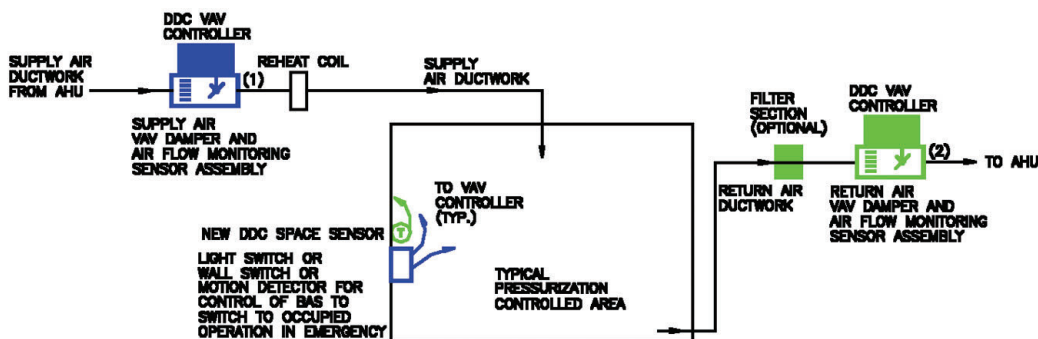 DDC VAV
CONTROLLER
SUPPLY AIR
DUCTWORK
FROM AHU
(1)
REHEAT COIL
SUPPLY
AIR DUCTWORK
SUPPLY AIR
VAV DAMPER AND
AIR FLOW MONITORING
SENSOR ASSEMBLY
FILTER
SECTION
(OPTIONAL)
DDC VAV
CONTROLLER
(2)
TO AHU
RETURN AIR
DUCTWORK
RETURN AIR
VAV DAMPER AND
AIR FLOW MONITORING
SENSOR ASSEMBLY
TO VAV
CONTROLLER
(TYP.)
NEW DDC SPACE SENSOR
T
LIGHT SWITCH OR
WALL SWITCH OR
MOTION DETECTOR FOR
CONTROL OF BAS TO
SWITCH TO OCCUPIED
OPERATION IN EMERGENCY
TYPICAL
PRESSURIZATION
CONTROLLED AREA